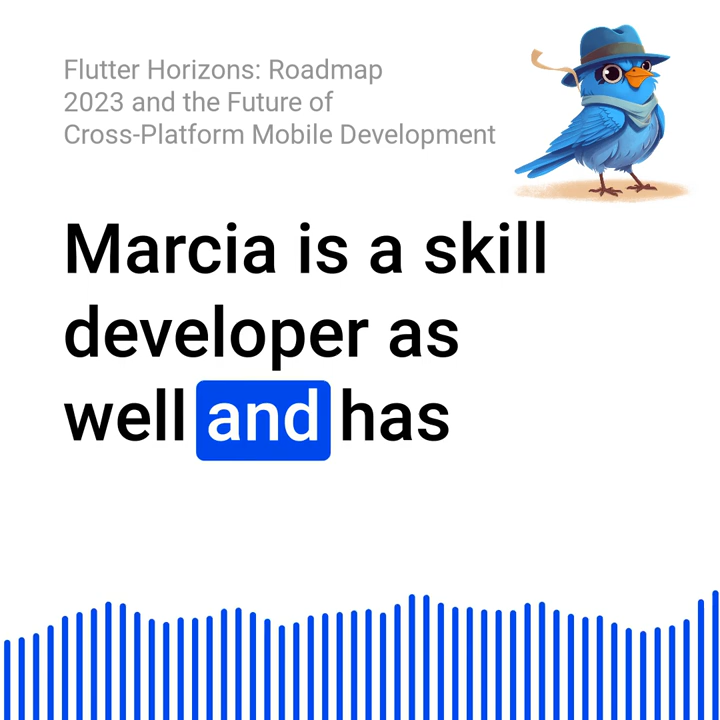 Flutter Horizons: Roadmap
2023 and the Future of
Cross-Platform Mobile Development
Marcia is a skill
developer as
well and has